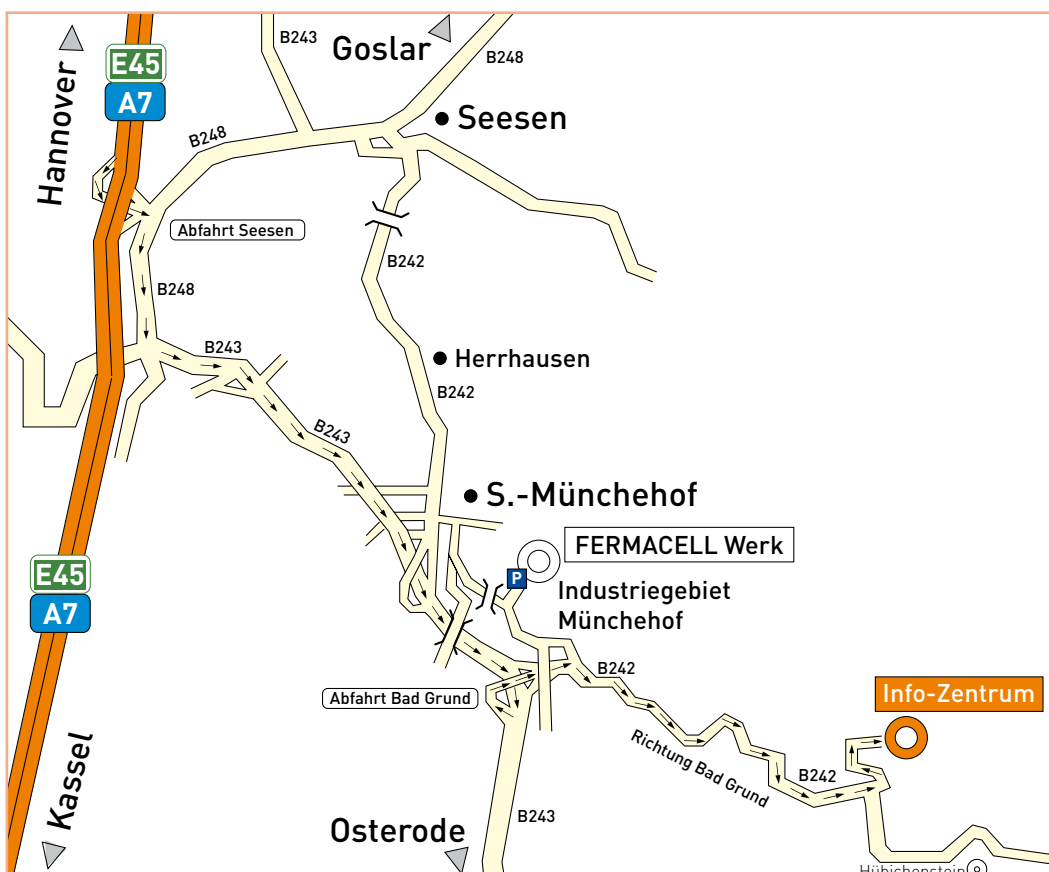 B243
Goslar
B248
E45
A7
Hannover
Seesen
B248
Abfahrt Seesen
B242
B248
B243
Herrhausen
B242
B243
S.-Münchehof
FERMACELL Werk
P
Industriegebiet
Münchehof
E45
A7
B242
Abfahrt Bad Grund
Info-Zentrum
Richtung Bad Grund
B242
Kassel
Osterode
B243
Hübichenstein